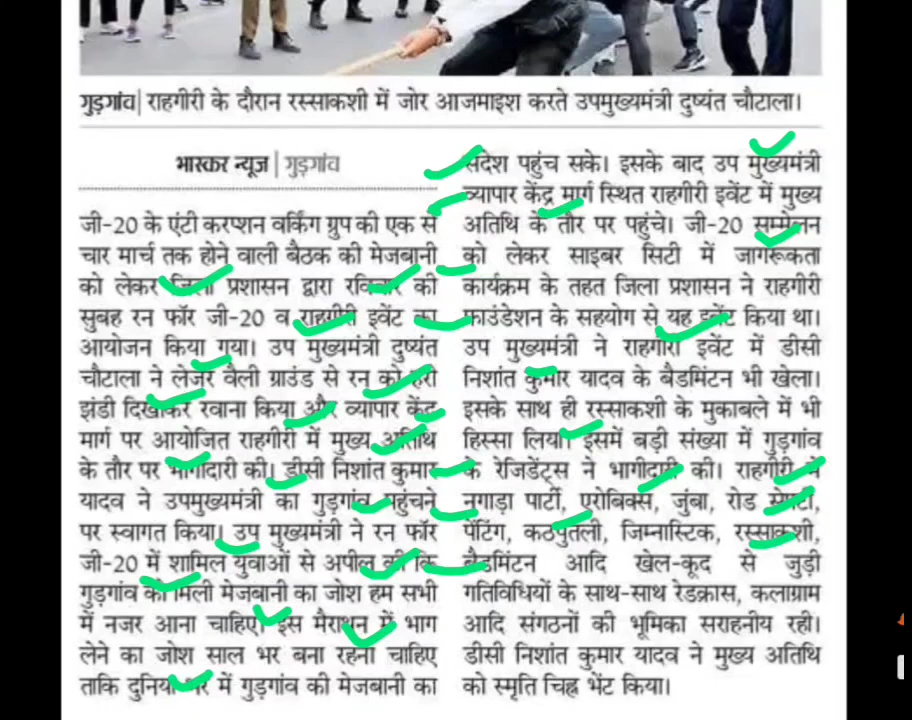 गुड़गांव| राहगीरी के दौरान रस्साकशी में जोर आजमाइश करते उपमुख्यमंत्री दुष्यंत चौटाला।
भास्कर न्यूज | गुड़गांव
जी-20 के एंटी करप्शन वर्किंग ग्रुप की एक से
चार मार्च तक होने वाली बैठक की मेजबानी
को लेकर जिला प्रशासन द्वारा रविवार की
सुबह रन फॉर जी-20 व राहगीरी इवेंट का
आयोजन किया गया। उप मुख्यमंत्री दुष्यंत
चौटाला ने लेजर वैली ग्राउंड से रन को हरी
झंडी दिखाकर रवाना किया और व्यापार केंद्र
मार्ग पर आयोजित राहगीरी में मुख्य अतिथि
के तौर पर भागीदारी की। डीसी निशांत कुमार
यादव ने उपमुख्यमंत्री का गुड़गांव पहुंचने
पर स्वागत किया। उप मुख्यमंत्री ने रन फॉर
जी-20 में शामिल युवाओं से अपील की कि
गुड़गांव को मिली मेजबानी का जोश हम सभी
में नजर आना चाहिए। इस मैराथन में भाग
लेने का जोश साल भर बना रहना चाहिए
ताकि दुनिया भर में गुड़गांव की मेजबानी का
संदेश पहुंच सके। इसके बाद उप मुख्यमंत्री
व्यापार केंद्र मार्ग स्थित राहगीरी इवेंट में मुख्य
अतिथि के तौर पर पहुंचे। जी-20 सम्मेलन
को लेकर साइबर सिटी में जागरूकता
कार्यक्रम के तहत जिला प्रशासन ने राहगीरी
फाउंडेशन के सहयोग से यह इवेंट किया था।
उप मुख्यमंत्री ने राहगीरी इवेंट में डीसी
निशांत कुमार यादव के बैडमिंटन भी खेला।
इसके साथ ही रस्साकशी के मुकाबले में भी
हिस्सा लिया। इसमें बड़ी संख्या में गुड़गांव
के रेजिडेंट्स ने भागीदारी की। राहगीरी में
नगाड़ा पार्टी, एरोबिक्स, जुंबा, रोड सेफ्टी,
पेंटिंग, कठपुतली, जिम्नास्टिक, रस्साकशी,
बैडमिंटन आदि खेल-कूद से जुड़ी
गतिविधियों के साथ-साथ रेडक्रास, कलाग्राम
आदि संगठनों की भूमिका सराहनीय रही।
डीसी निशांत कुमार यादव ने मुख्य अतिथि
को स्मृति चिह्न भेंट किया।